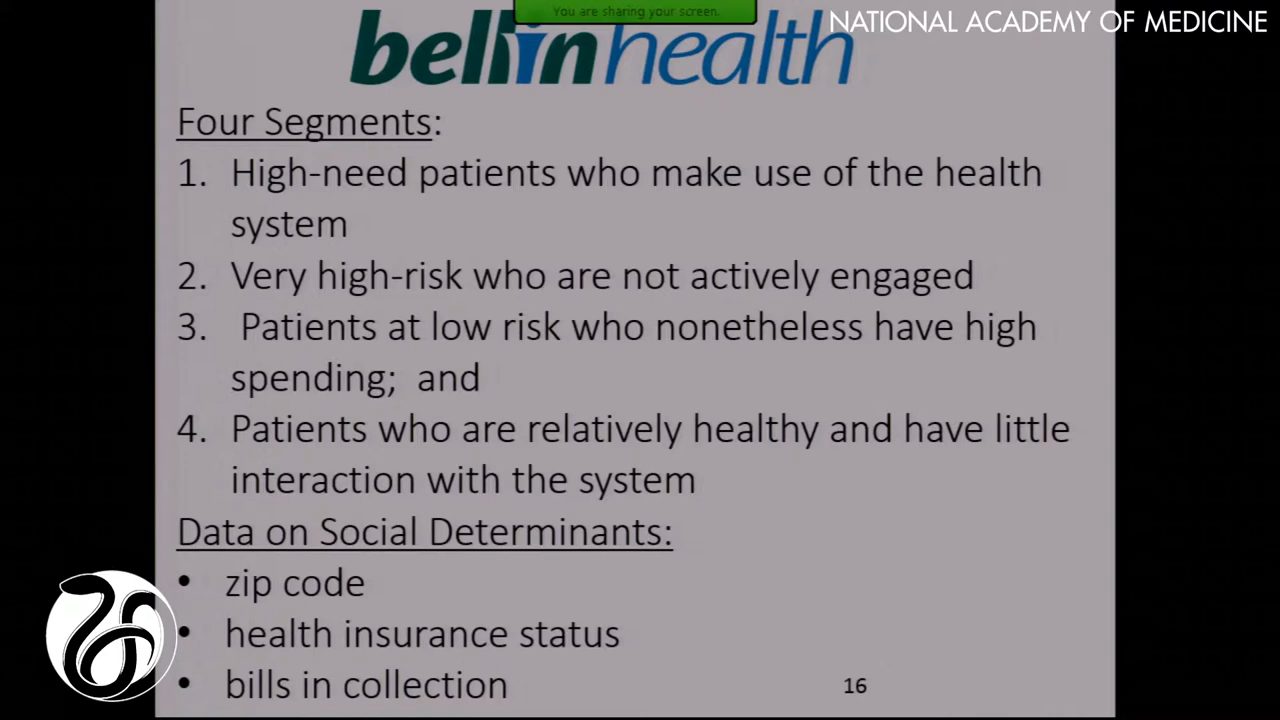 You are sharing your screen.
NATIONAL ACADEMY OF MEDICINE
bellinhealth
Four Segments:
1. High-need patients who make use of the health
system
2. Very high-risk who are not actively engaged
3. Patients at low risk who nonetheless have high
spending; and
4. Patients who are relatively healthy and have little
interaction with the system
Data on Social Determinants:
• zip code
• health insurance status
• bills in collection
16